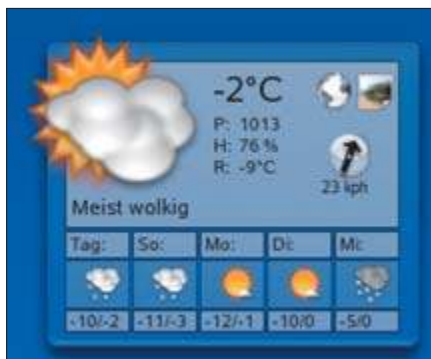 -2°C
P: 1013
H: 76 %
R: -9°C
23 kph
Meist wolkig
Tag: So: Mo: Di: Mi:
-10/-2 -11/-3 -12/-1 -10/0 -5/0